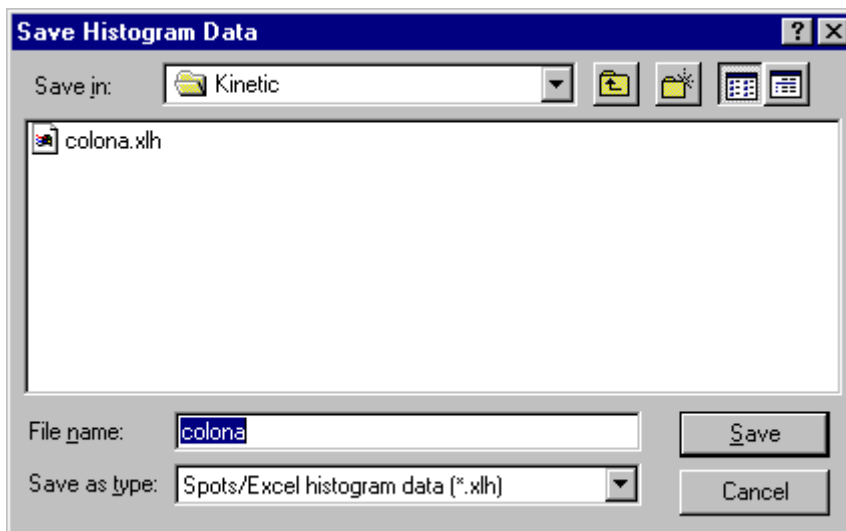 Save Histogram Data
Save in: Kinetic
colona.xlh
File name: colona Save
Save as type: Spots/Excel histogram data (*.xlh) Cancel